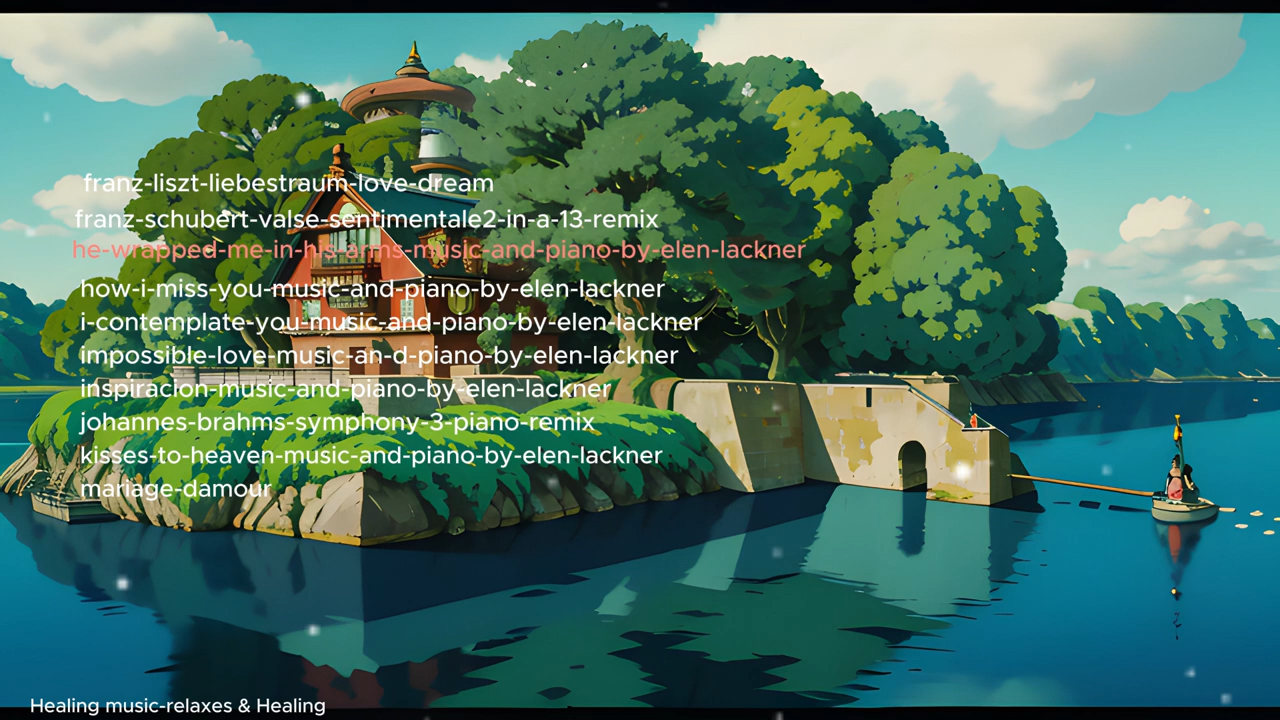 franz-liszt-liebestraum-love-dream
franz-schubert-valse-sentimentale2-in-a-13-remix
he-wrapped-me-in-his-arms-music-and-piano-by-elen-lackner
how-i-miss-you-music-and-piano-by-elen-lackner
i-contemplate-you-music-and-piano-by-elen-lackner
impossible-love-music-an-d-piano-by-elen-lackner
inspiracion-music-and-piano-by-elen-lackner
johannes-brahms-symphony-3-piano-remix
kisses-to-heaven-music-and-piano-by-elen-lackner
mariage-damour
Healing music-relaxes & Healing